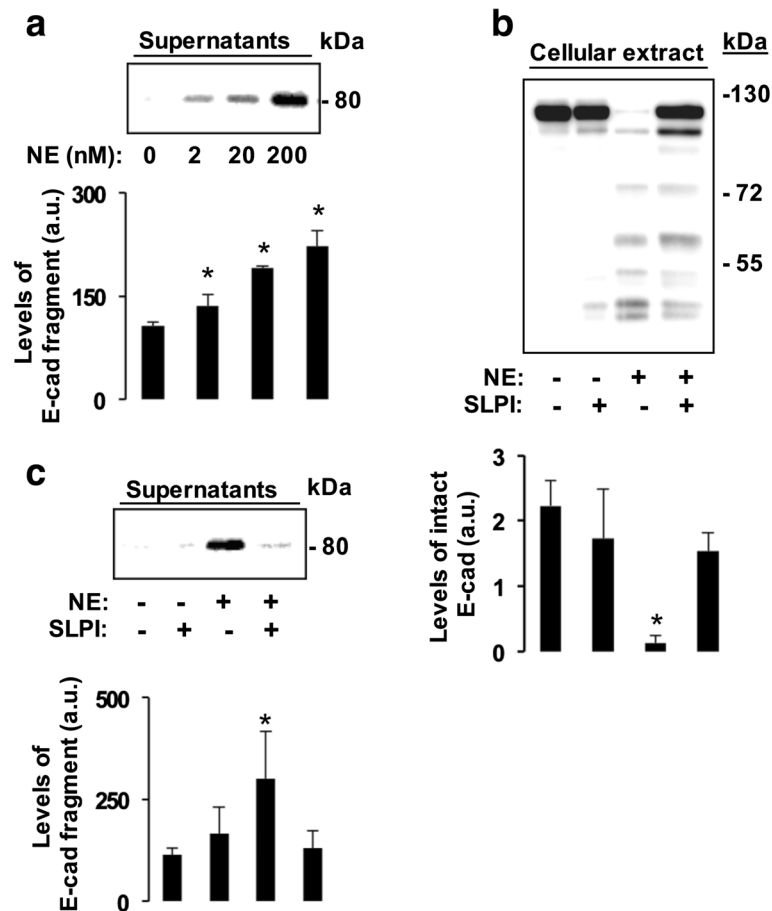 a
Supernatants kDa
- 80
NE (nM): 0 2 20 200
Levels of
E-cad fragment (a.u.)
300
150
0
* * *
b
Cellular extract kDa
-130
- 72
- 55
NE: - - + +
SLPI: - + - +
Levels of intact
E-cad (a.u.)
3
2
1
0
*
c
Supernatants kDa
- 80
NE: - - + +
SLPI: - + - +
Levels of
E-cad fragment (a.u.)
500
250
0
*